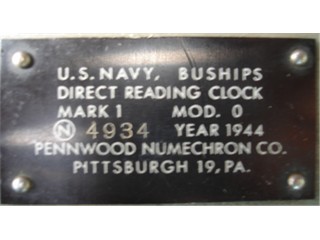 U.S. NAVY, BUSHIPS
DIRECT READING CLOCK
MARK 1 MOD. 0
Ⓝ 4934 YEAR 1944
PENNWOOD NUMECHRON CO.
PITTSBURGH 19, PA.